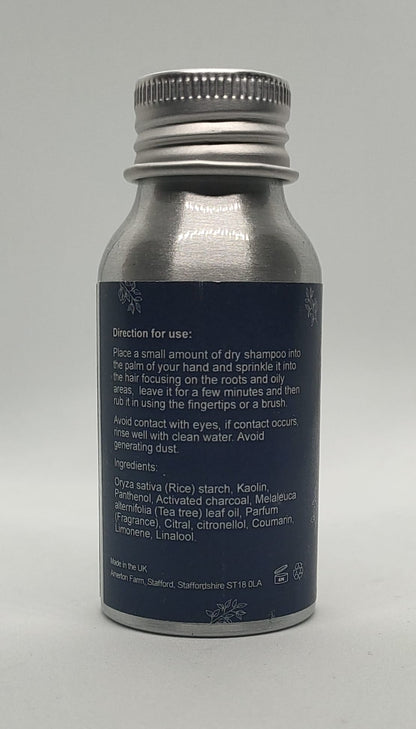 Direction for use:
Place a small amount of dry shampoo into
the palm of your hand and sprinkle it into
the hair focusing on the roots and oily
areas, leave it for a few minutes and then
rub it in using the fingertips or a brush.
Avoid contact with eyes, if contact occurs,
rinse well with clean water. Avoid
generating dust.
Ingredients:
Oryza sativa (Rice) starch, Kaolin,
Panthenol, Activated charcoal, Melaleuca
alternifolia (Tea tree) leaf oil, Parfum
(Fragrance), Citral, citronellol, Coumarin,
Limonene, Linalool.
Made in the UK
Atherton Farm, Stafford, Staffordshire ST18 0LA